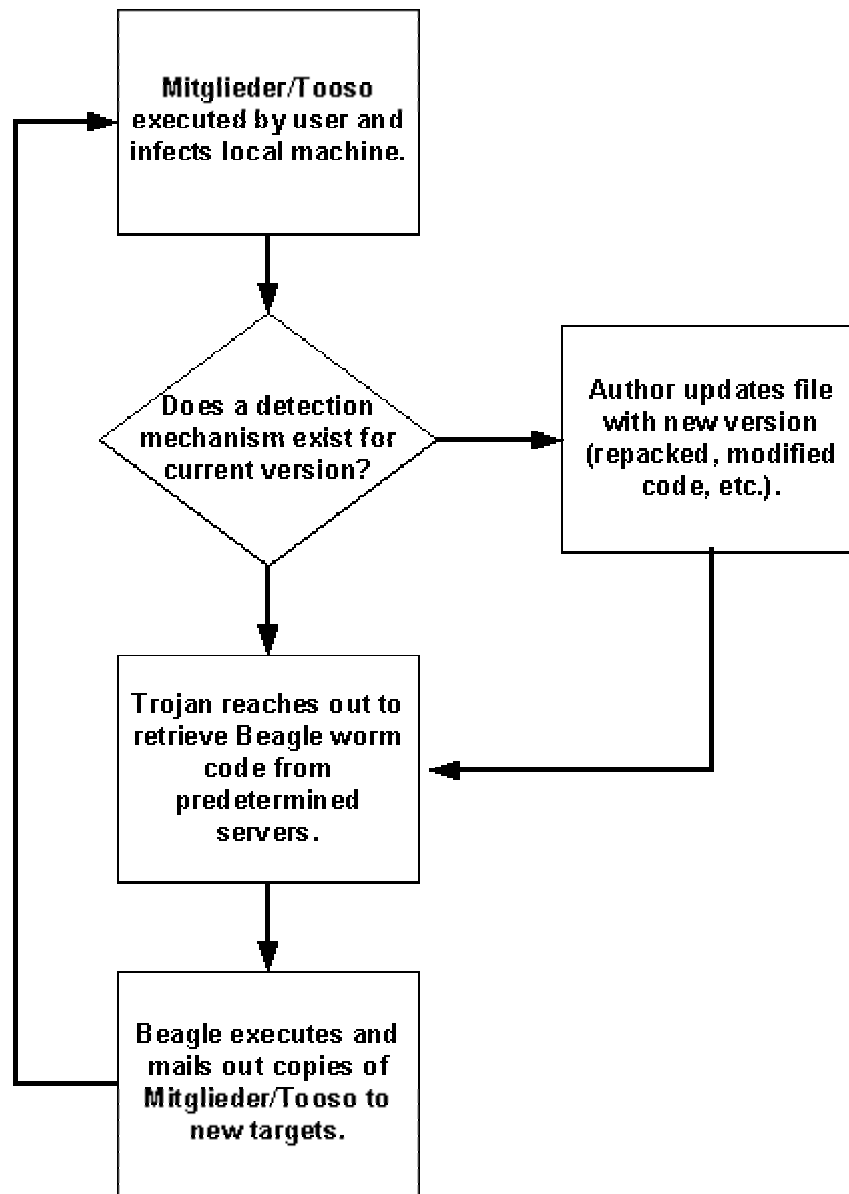 Mitglieder/Tooso
executed by user and
infects local machine.
Does a detection
mechanism exist for
current version?
Author updates file
with new version
(repacked, modified
code, etc.).
Trojan reaches out to
retrieve Beagle worm
code from
predetermined
servers.
Beagle executes and
mails out copies of
Mitglieder/Tooso to
new targets.